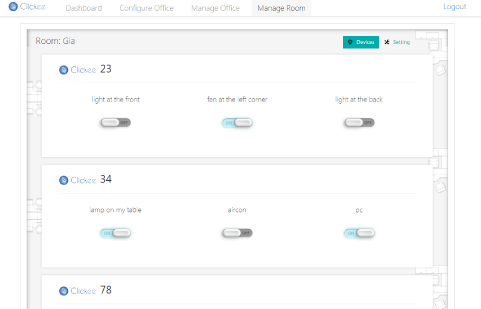 Clickee Dashboard Configure Office Manage Office Manage Room Logout
Room: Gia Devices Setting
Clickee 23
light at the front fan at the left corner light at the back
OFF ON OFF
Clickee 34
lamp on my table aircon pc
ON OFF ON
Clickee 78